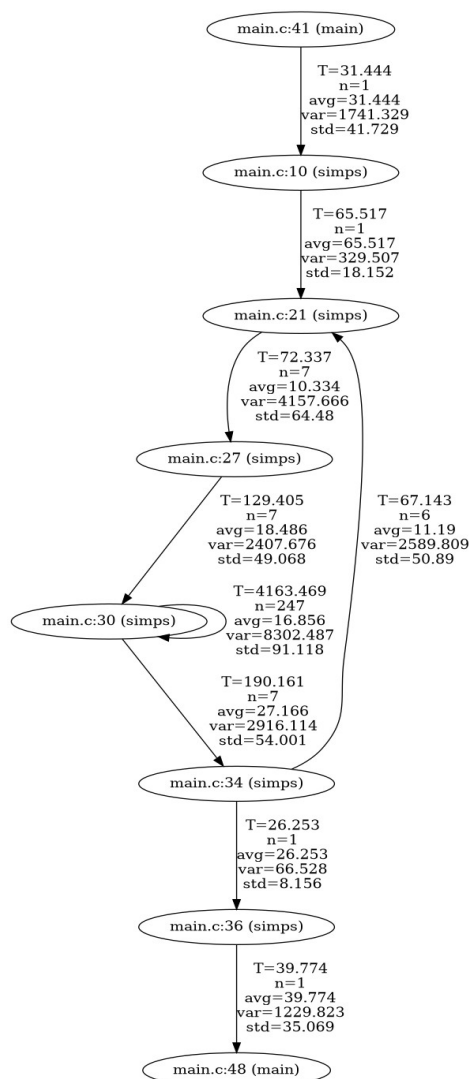 main.c:41 (main)
T=31.444
n=1
avg=31.444
var=1741.329
std=41.729
main.c:10 (simps)
T=65.517
n=1
avg=65.517
var=329.507
std=18.152
main.c:21 (simps)
T=72.337
n=7
avg=10.334
var=4157.666
std=64.48
main.c:27 (simps)
T=129.405
n=7
avg=18.486
var=2407.676
std=49.068
T=67.143
n=6
avg=11.19
var=2589.809
std=50.89
main.c:30 (simps)
T=4163.469
n=247
avg=16.856
var=8302.487
std=91.118
T=190.161
n=7
avg=27.166
var=2916.114
std=54.001
main.c:34 (simps)
T=26.253
n=1
avg=26.253
var=66.528
std=8.156
main.c:36 (simps)
T=39.774
n=1
avg=39.774
var=1229.823
std=35.069
main.c:48 (main)